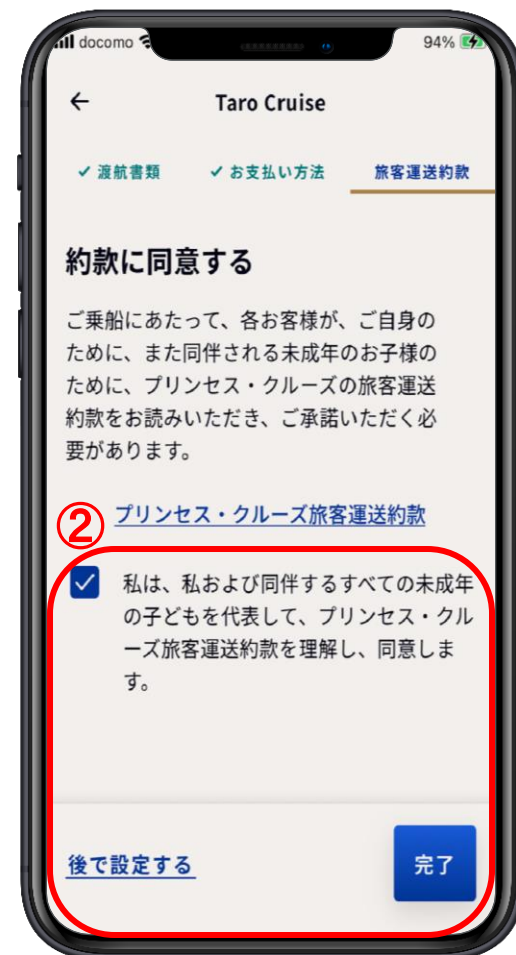 docomo 94%
← Taro Cruise
✓ 渡航書類 ✓ お支払い方法 旅客運送約款
約款に同意する
ご乗船にあたって、各お客様が、ご自身の
ために、また同伴される未成年のお子様の
ために、プリンセス・クルーズの旅客運送
約款をお読みいただき、ご承諾いただく必
要があります。
プリンセス・クルーズ旅客運送約款
②
私は、私および同伴するすべての未成年
の子どもを代表して、プリンセス・クル
ーズ旅客運送約款を理解し、同意しま
す。
後で設定する 完了